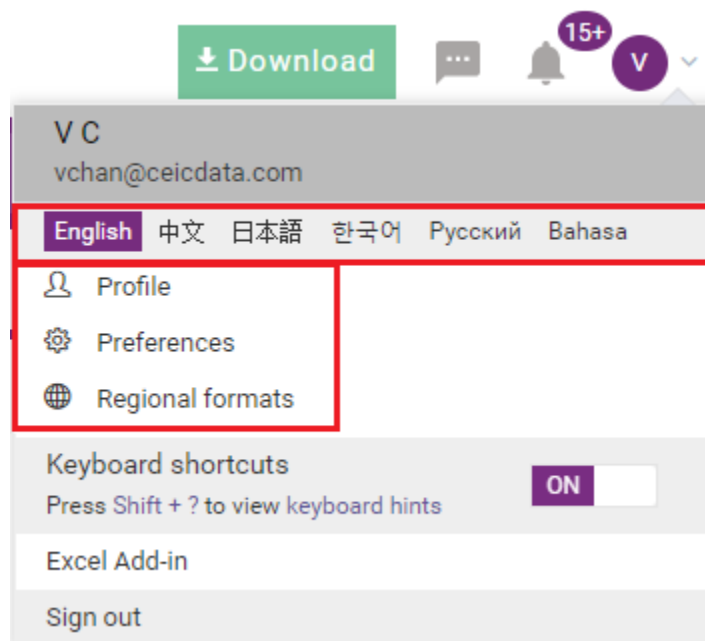 Download
15+
V
V C
vchan@ceicdata.com
English 中文 日本語 한국어 Русский Bahasa
Profile
Preferences
Regional formats
Keyboard shortcuts
ON
Press Shift + ? to view keyboard hints
Excel Add-in
Sign out